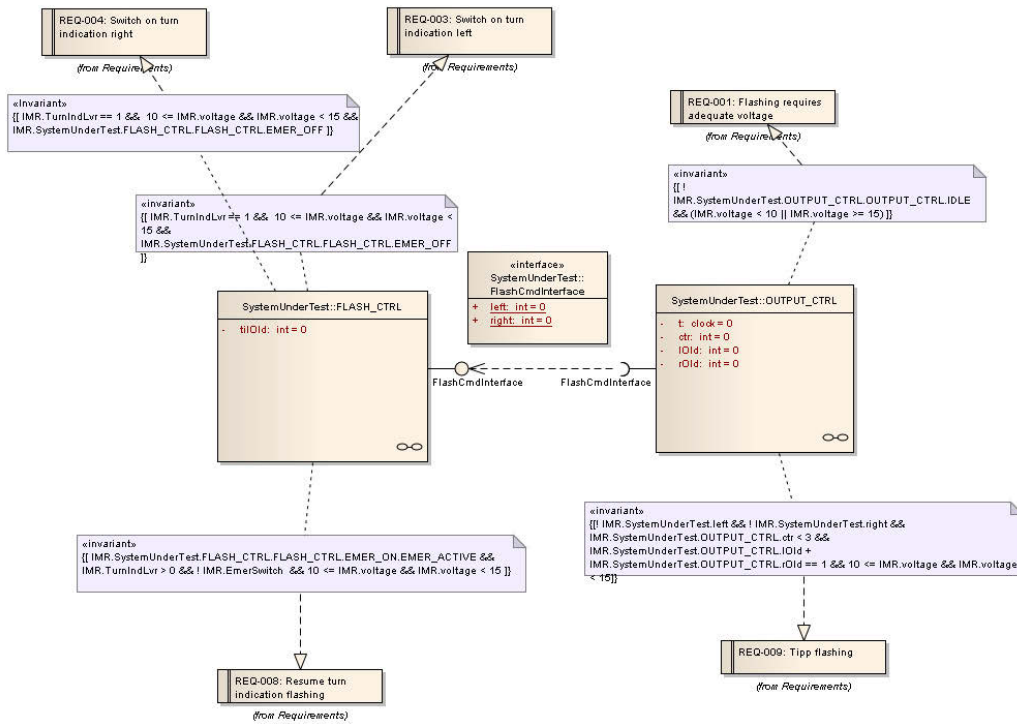 REQ-004: Switch on turn
indication right
(from Requirements)
REQ-003: Switch on turn
indication left
(from Requirements)
«Invariant»
{{ IMR.TurnIndLvr == 1 && 10 <= IMR.voltage && IMR.voltage < 15 &&
IMR.SystemUnderTest.FLASH_CTRL.FLASH_CTRL.EMER_OFF }}
REQ-001: Flashing requires
adequate voltage
(from Requirements)
«invariant»
{{ !
IMR.SystemUnderTest.OUTPUT_CTRL.OUTPUT_CTRL.IDLE
&& (IMR.voltage < 10 || IMR.voltage >= 15) }}
«invariant»
{{ IMR.TurnIndLvr == 1 && 10 <= IMR.voltage && IMR.voltage <
15 &&
IMR.SystemUnderTest.FLASH_CTRL.FLASH_CTRL.EMER_OFF
}}
«interface»
SystemUnderTest::
FlashCmdInterface
+ left: int = 0
+ right: int = 0
SystemUnderTest::FLASH_CTRL
- tilOld: int = 0
SystemUnderTest::OUTPUT_CTRL
- t: clock = 0
- ctr: int = 0
- lOld: int = 0
- rOld: int = 0
FlashCmdInterface
FlashCmdInterface
«invariant»
{{ IMR.SystemUnderTest.FLASH_CTRL.FLASH_CTRL.EMER_ON.EMER_ACTIVE &&
IMR.TurnIndLvr > 0 && ! IMR.EmerSwitch && 10 <= IMR.voltage && IMR.voltage < 15 }}
«invariant»
{{! IMR.SystemUnderTest.left && ! IMR.SystemUnderTest.right &&
IMR.SystemUnderTest.OUTPUT_CTRL.ctr < 3 &&
IMR.SystemUnderTest.OUTPUT_CTRL.lOld +
IMR.SystemUnderTest.OUTPUT_CTRL.rOld == 1 && 10 <= IMR.voltage && IMR.voltage
< 15}}
REQ-008: Resume turn
indication flashing
(from Requirements)
REQ-009: Tipp flashing
(from Requirements)